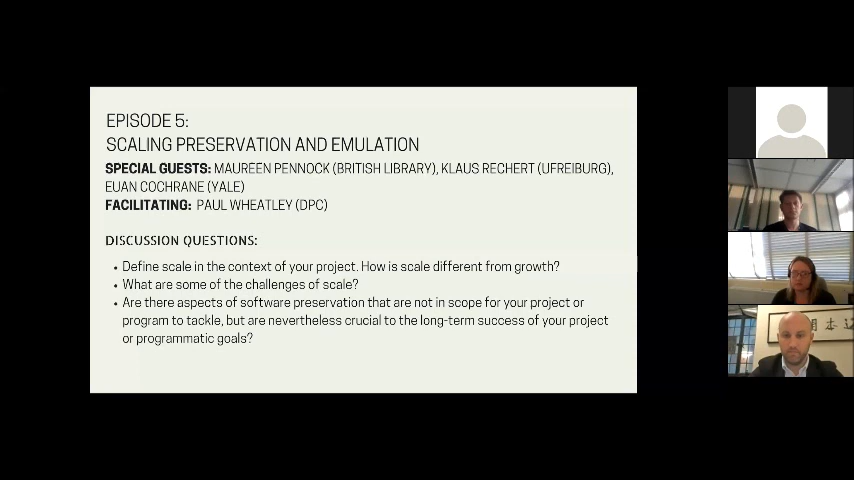 EPISODE 5:
SCALING PRESERVATION AND EMULATION
SPECIAL GUESTS: MAUREEN PENNOCK (BRITISH LIBRARY), KLAUS RECHERT (UFREIBURG),
EUAN COCHRANE (YALE)
FACILITATING: PAUL WHEATLEY (DPC)
DISCUSSION QUESTIONS:
• Define scale in the context of your project. How is scale different from growth?
• What are some of the challenges of scale?
• Are there aspects of software preservation that are not in scope for your project or
program to tackle, but are nevertheless crucial to the long-term success of your project
or programmatic goals?